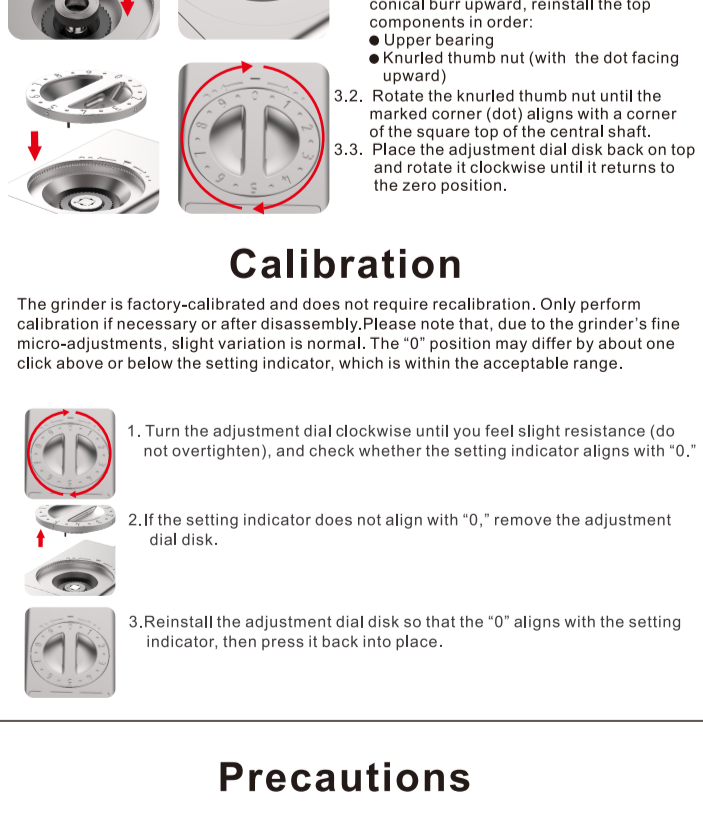 conical burr upward, reinstall the top
components in order:
● Upper bearing
● Knurled thumb nut (with the dot facing
upward)
3.2. Rotate the knurled thumb nut until the
marked corner (dot) aligns with a corner
of the square top of the central shaft.
3.3. Place the adjustment dial disk back on top
and rotate it clockwise until it returns to
the zero position.
Calibration
The grinder is factory-calibrated and does not require recalibration. Only perform
calibration if necessary or after disassembly.Please note that, due to the grinder’s fine
micro-adjustments, slight variation is normal. The “0” position may differ by about one
click above or below the setting indicator, which is within the acceptable range.
1. Turn the adjustment dial clockwise until you feel slight resistance (do
not overtighten), and check whether the setting indicator aligns with “0.”
2.If the setting indicator does not align with “0,” remove the adjustment
dial disk.
3.Reinstall the adjustment dial disk so that the “0” aligns with the setting
indicator, then press it back into place.
Precautions